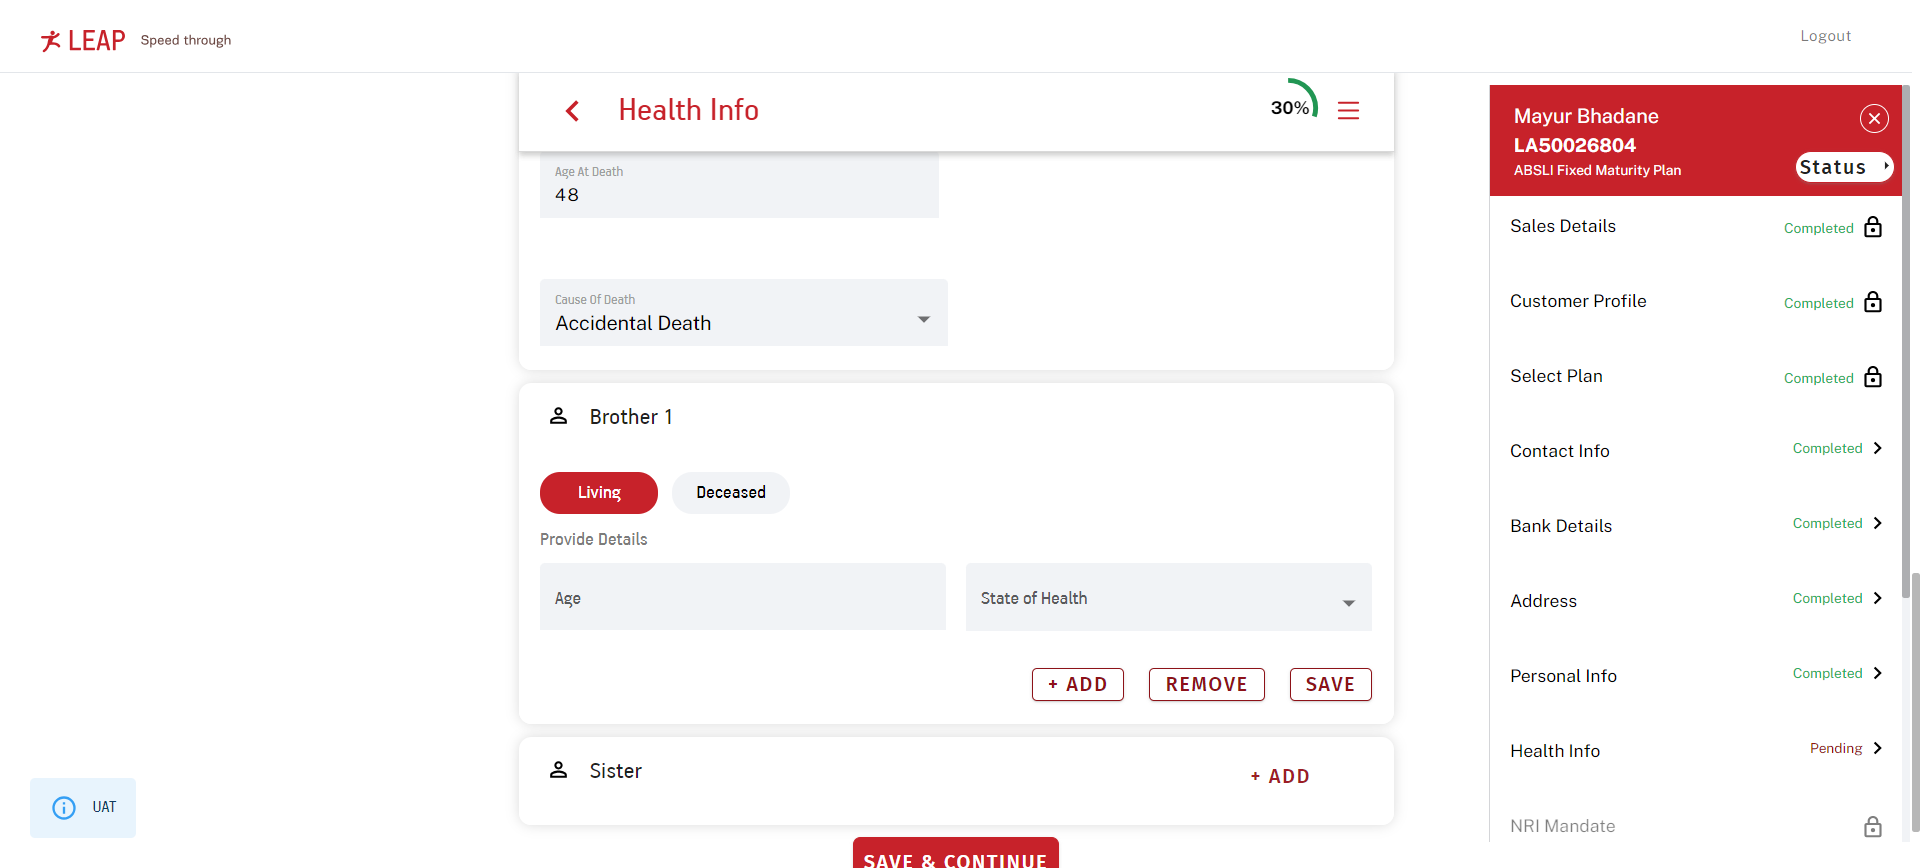 LEAP Speed through
Logout
Health Info
30%
Age At Death
48
Cause Of Death
Accidental Death
Brother 1
Living
Deceased
Provide Details
Age
State of Health
+ ADD
REMOVE
SAVE
Sister
+ ADD
SAVE & CONTINUE
UAT
Mayur Bhadane
LA50026804
ABSLI Fixed Maturity Plan
Status
Sales Details Completed
Customer Profile Completed
Select Plan Completed
Contact Info Completed
Bank Details Completed
Address Completed
Personal Info Completed
Health Info Pending
NRI Mandate